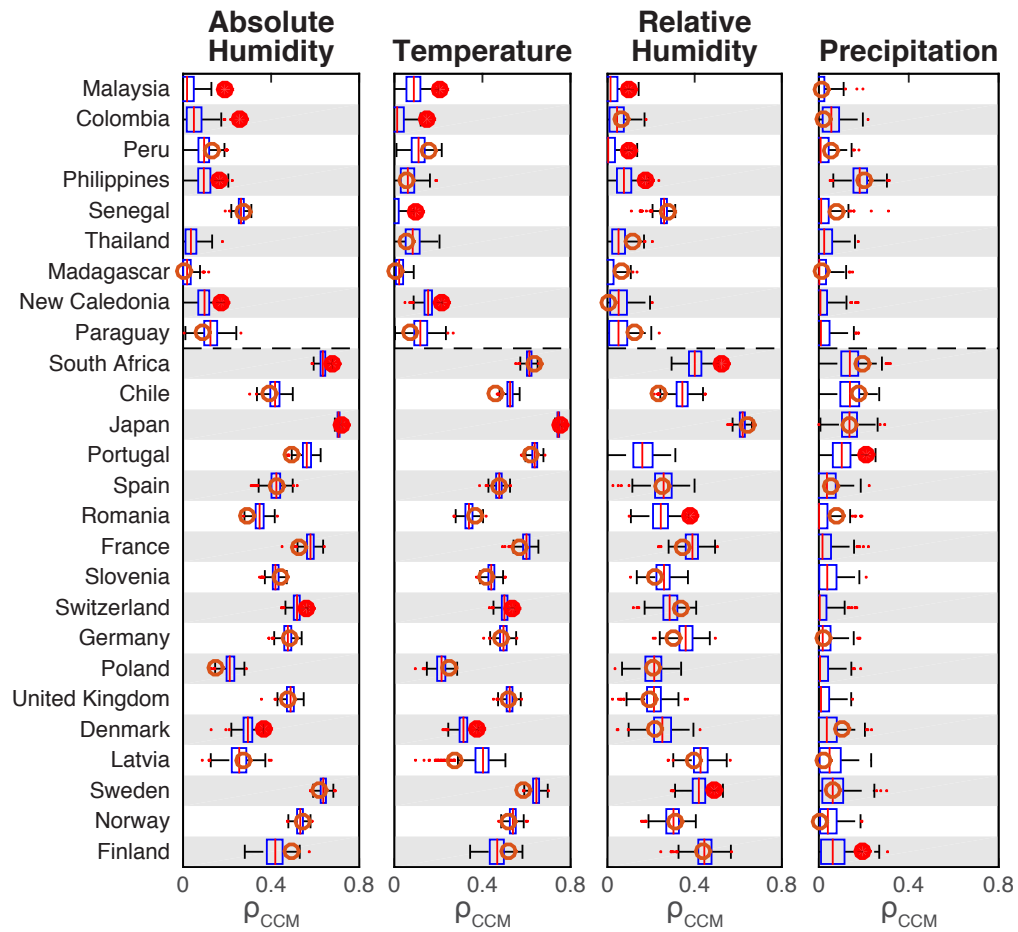 Absolute Humidity
Temperature
Relative Humidity
Precipitation
Malaysia
Colombia
Peru
Philippines
Senegal
Thailand
Madagascar
New Caledonia
Paraguay
South Africa
Chile
Japan
Portugal
Spain
Romania
France
Slovenia
Switzerland
Germany
Poland
United Kingdom
Denmark
Latvia
Sweden
Norway
Finland
0 0.4 0.8 0 0.4 0.8 0 0.4 0.8 0 0.4 0.8
ρCCM ρCCM ρCCM ρCCM